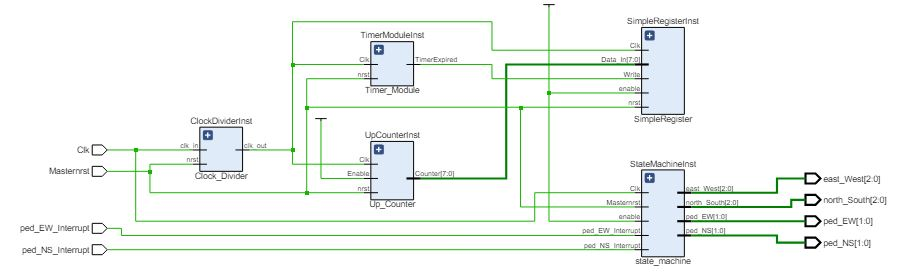 SimpleRegisterInst
TimerModuleInst
Clk
Clk
TimerExpired
Data_In[7:0]
nrst
Write
Timer_Module
enable
nrst
ClockDividerInst
SimpleRegister
UpCounterInst
Clk
clk_in
clk_out
nrst
Clk
StateMachineInst
Masternrst
Clock_Divider
Enable
Counter[7:0]
nrst
Clk
east_West[2:0]
east_West[2:0]
Up_Counter
Masternrst
north_South[2:0]
north_South[2:0]
enable
ped_EW[1:0]
ped_EW[1:0]
ped_EW_Interrupt
ped_EW_Interrupt
ped_NS[1:0]
ped_NS[1:0]
ped_NS_Interrupt
ped_NS_Interrupt
state_machine